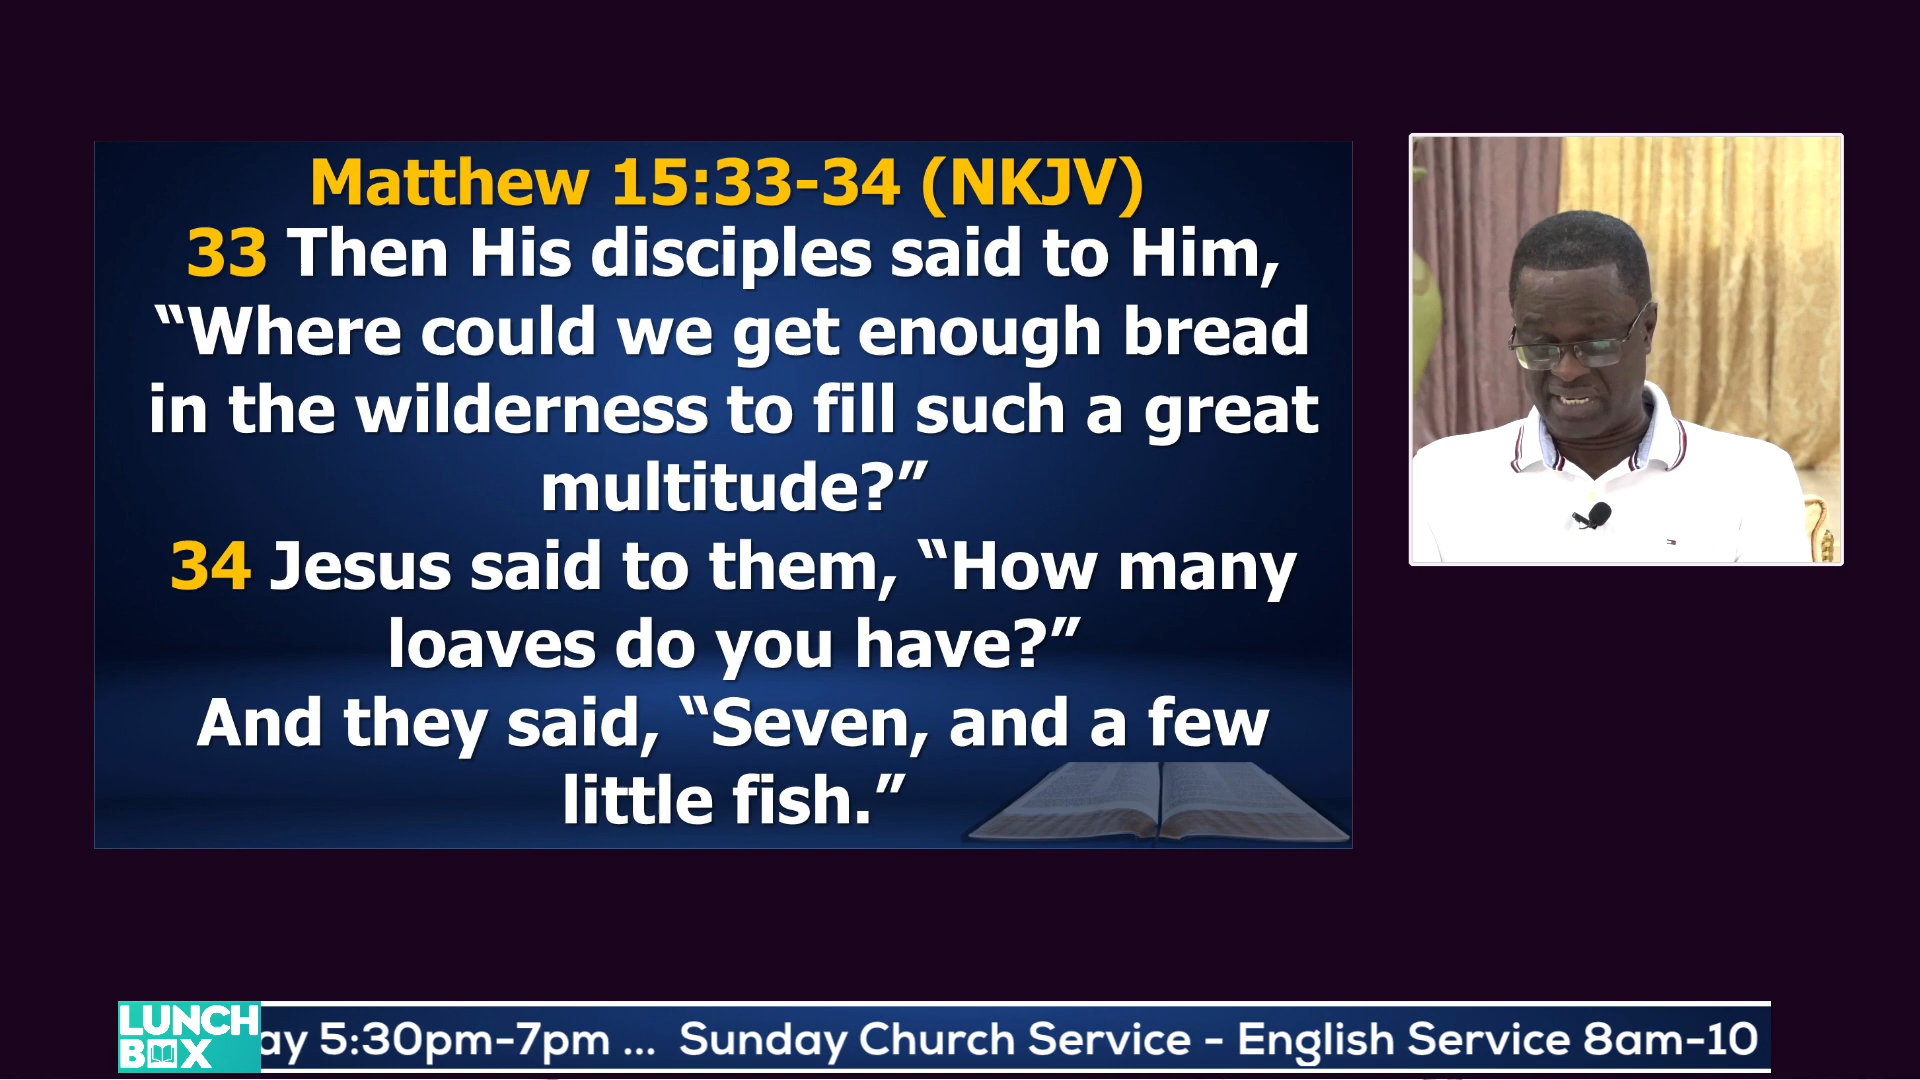 Matthew 15:33-34 (NKJV)
33 Then His disciples said to Him,
“Where could we get enough bread
in the wilderness to fill such a great
multitude?”
34 Jesus said to them, “How many
loaves do you have?”
And they said, “Seven, and a few
little fish.”
LUNCH
BOX
ay 5:30pm-7pm ... Sunday Church Service - English Service 8am-10